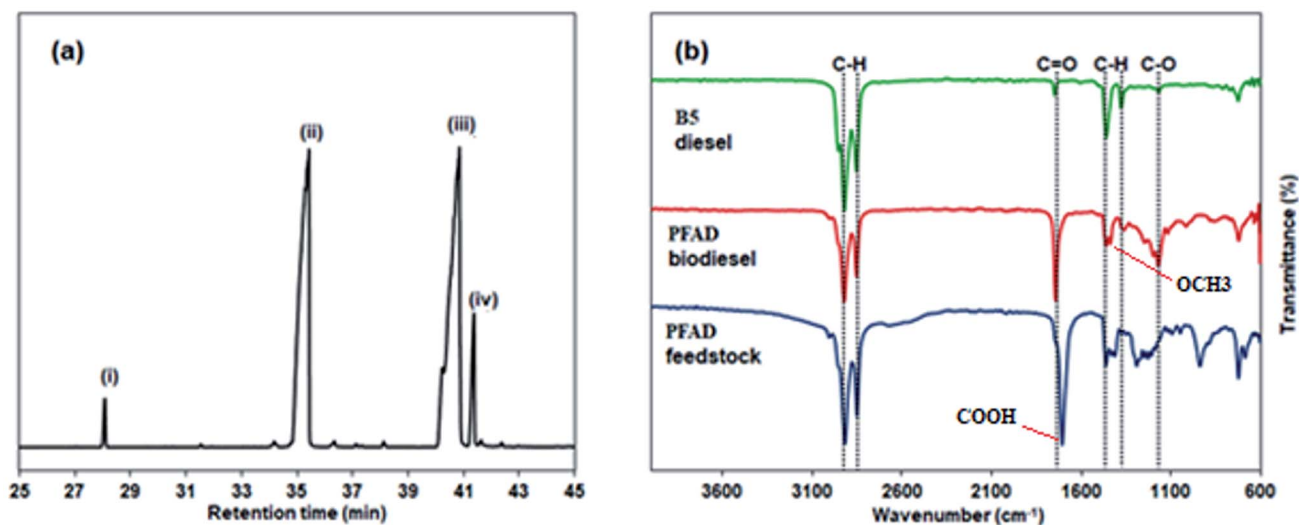 (a)
(i)
(ii)
(iii)
(iv)
25 27 29 31 33 35 37 39 41 43 45
Retention time (min)
(b)
C-H C=O C-H C-O
B5
diesel
PFAD
biodiesel
OCH3
PFAD
feedstock
COOH
3600 3100 2600 2100 1600 1100 600
Wavenumber (cm⁻¹)
Transmittance (%)